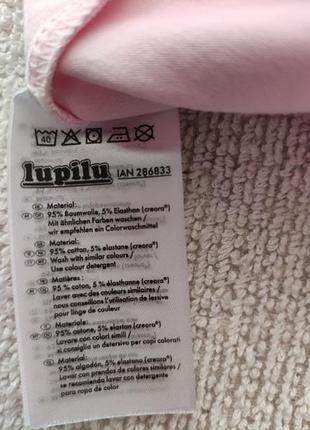 40
lupilu IAN 286833
Material:
95% Baumwolle, 5% Elasthan (creora®)
Mit ähnlichen Farben waschen /
wir empfehlen ein Colorwaschmittel
Material:
95% cotton, 5% elastane (creora®)
Wash with similar colours /
Use colour detergent
Matières :
95 % coton, 5 % élasthanne (creora®)
Laver avec des couleurs similaires /
nous conseillons l'utilisation de lessive
pour linge de couleur
Materiale:
95% cotone, 5% elastan (creora®)
Lavare con colori simili /
si consiglia un detersivo per capi colorati
Material:
95% algodón, 5% elastano (creora®)
Lavar con prendas de colores similares /
se recomienda lavar con detergente
para ropa de color